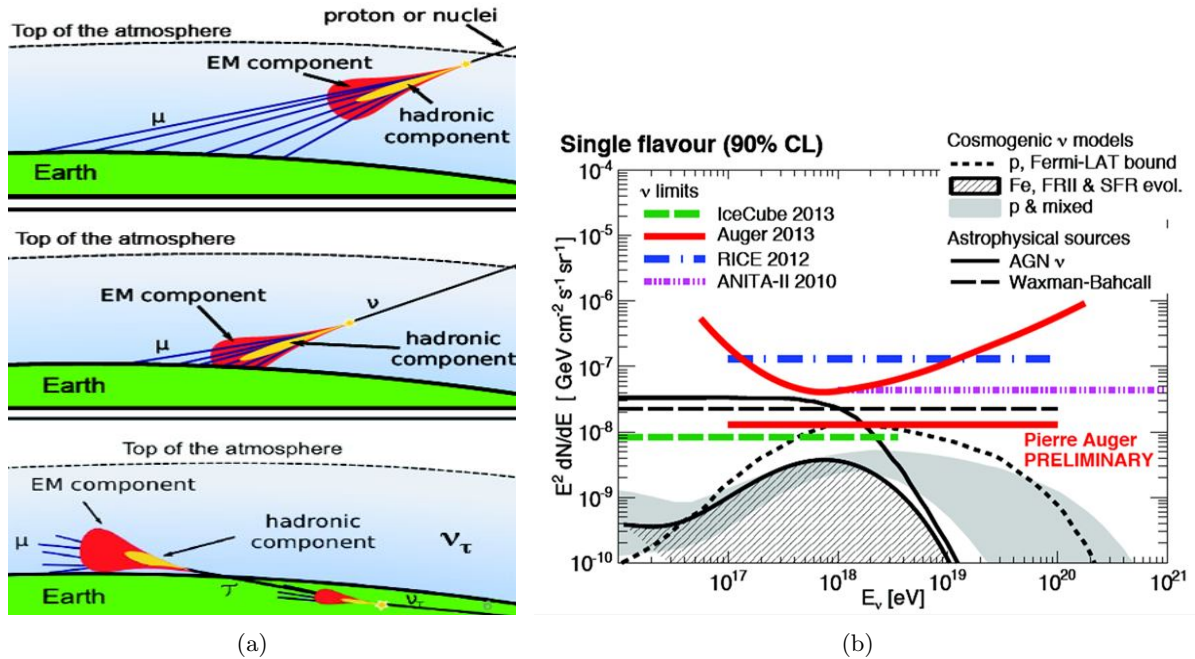 proton or nuclei
Top of the atmosphere
EM component
μ
hadronic
component
Earth
Top of the atmosphere
EM component
ν
μ
hadronic
component
Earth
Top of the atmosphere
EM component
hadronic
component
ν_τ
μ
τ
ν_τ
Earth
6
(a)
Single flavour (90% CL)
Cosmogenic ν models
p, Fermi-LAT bound
Fe, FRII & SFR evol.
p & mixed
Astrophysical sources
AGN ν
Waxman-Bahcall
ν limits
IceCube 2013
Auger 2013
RICE 2012
ANITA-II 2010
E² dN/dE [ GeV cm⁻² s⁻¹ sr⁻¹ ]
10⁻⁴
10⁻⁵
10⁻⁶
10⁻⁷
10⁻⁸
10⁻⁹
10⁻¹⁰
Pierre Auger
PRELIMINARY
10¹⁷ 10¹⁸ 10¹⁹ 10²⁰ 10²¹
E_ν [eV]
(b)